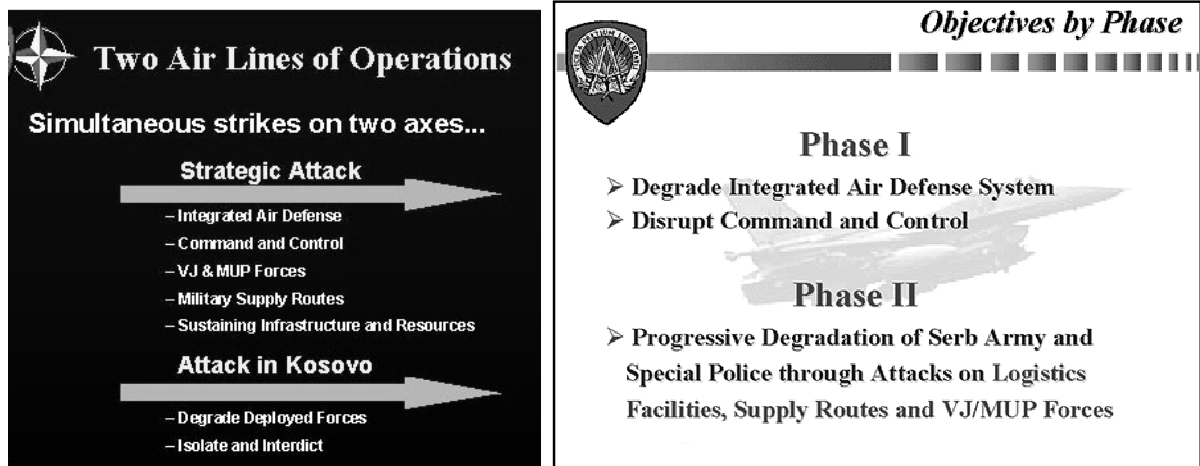 Two Air Lines of Operations
Simultaneous strikes on two axes...
Strategic Attack
– Integrated Air Defense
– Command and Control
– VJ & MUP Forces
– Military Supply Routes
– Sustaining Infrastructure and Resources
Attack in Kosovo
– Degrade Deployed Forces
– Isolate and Interdict
Objectives by Phase
Phase I
➢ Degrade Integrated Air Defense System
➢ Disrupt Command and Control
Phase II
➢ Progressive Degradation of Serb Army and
Special Police through Attacks on Logistics
Facilities, Supply Routes and VJ/MUP Forces